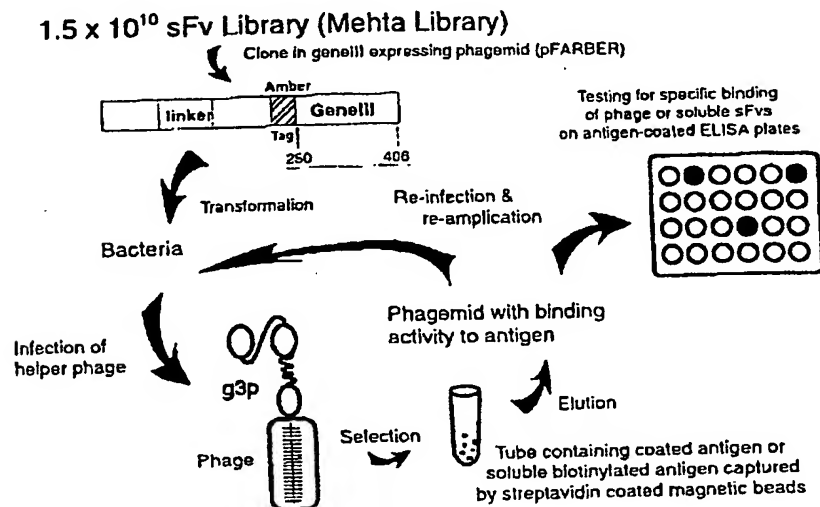 1.5 x 10¹⁰ sFv Library (Mehta Library)
Clone in geneIII expressing phagemid (pFARBER)
Amber
linker
GeneIII
Tag
250
406
Testing for specific binding
of phage or soluble sFvs
on antigen-coated ELISA plates
Transformation
Re-infection &
re-amplication
Bacteria
Phagemid with binding
activity to antigen
Infection of
helper phage
g3p
Phage
Selection
Elution
Tube containing coated antigen or
soluble biotinylated antigen captured
by streptavidin coated magnetic beads